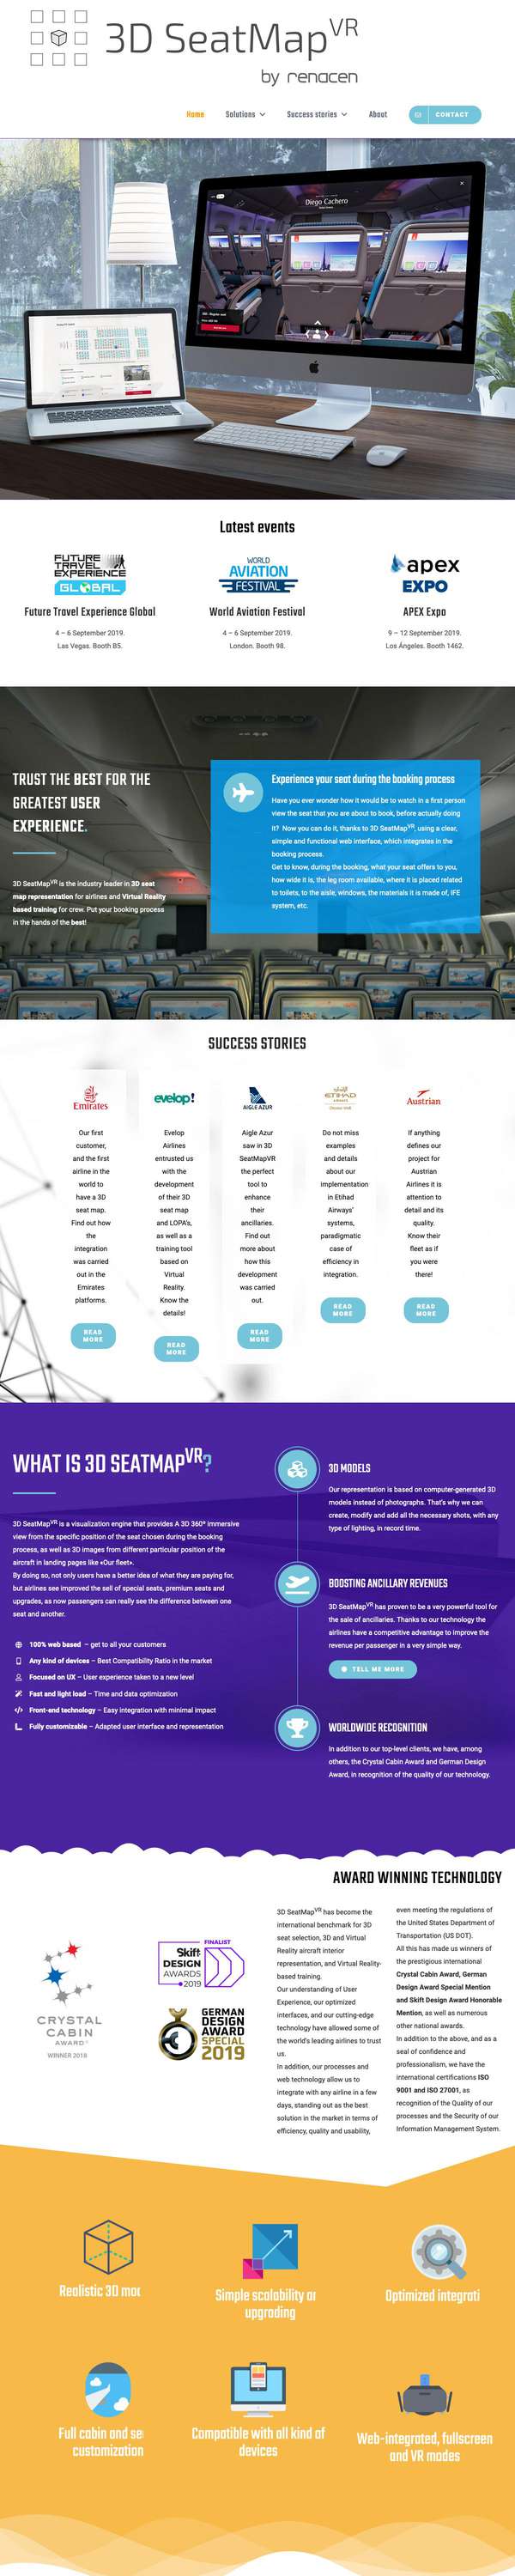 3D SeatMap VR
by renacen
Home
Solutions
Success stories
About
CONTACT
Diego Cachero
Latest events
FUTURE
TRAVEL
EXPERIENCE
GLOBAL
WORLD
AVIATION
FESTIVAL
apex
EXPO
Future Travel Experience Global
World Aviation Festival
APEX Expo
4 – 6 September 2019.
4 – 6 September 2019.
9 – 12 September 2019.
Las Vegas. Booth B5.
London. Booth 98.
Los Ángeles. Booth 1462.
TRUST THE BEST FOR THE
GREATEST USER
EXPERIENCE.
3D SeatMapVR is the industry leader in 3D seat
map representation for airlines and Virtual Reality
based training for crew. Put your booking process
in the hands of the best!
Experience your seat during the booking process
Have you ever wonder how it would be to watch in a first person
view the seat that you are about to book, before actually doing
it? Now you can do it, thanks to 3D SeatMapVR, using a clear,
simple and functional web interface, which integrates in the
booking process.
Get to know, during the booking, what your seat offers to you,
how wide it is, the leg room available, where it is placed related
to toilets, to the aisle, windows, the materials it is made of, IFE
system, etc.
SUCCESS STORIES
Emirates
Our first
customer,
and the first
airline in the
world to
have a 3D
seat map.
Find out how
the
integration
was carried
out in the
Emirates
platforms.
READ
MORE
evelop!
Evelop
Airlines
entrusted us
with the
development
of their 3D
seat map
and LOPA's,
as well as a
training tool
based on
Virtual
Reality.
Know the
details!
READ
MORE
AIGLE AZUR
Aigle Azur
saw in 3D
SeatMapVR
the perfect
tool to
enhance
their
ancillaries.
Find out
more about
how this
development
was carried
out.
READ
MORE
ETIHAD
AIRWAYS
Do not miss
examples
and details
about our
implementation
in Etihad
Airways'
systems,
paradigmatic
case of
efficiency in
integration.
READ
MORE
Austrian
If anything
defines our
project for
Austrian
Airlines it is
attention to
detail and its
quality.
Know their
fleet as if
you were
there!
READ
MORE
WHAT IS 3D SEATMAPVR?
3D SeatMapVR is a visualization engine that provides A 3D 360º immersive
view from the specific position of the seat chosen during the booking
process, as well as 3D images from different particular position of the
aircraft in landing pages like «Our fleet».
By doing so, not only users have a better idea of what they are paying for,
but airlines see improved the sell of special seats, premium seats and
upgrades, as now passengers can really see the difference between one
seat and another.
100% web based – get to all your customers
Any kind of devices – Best Compatibility Ratio in the market
Focused on UX – User experience taken to a new level
Fast and light load – Time and data optimization
Front-end technology – Easy integration with minimal impact
Fully customizable – Adapted user interface and representation
3D MODELS
Our representation is based on computer-generated 3D
models instead of photographs. That's why we can
create, modify and add all the necessary shots, with any
type of lighting, in record time.
BOOSTING ANCILLARY REVENUES
3D SeatMapVR has proven to be a very powerful tool for
the sale of ancillaries. Thanks to our technology the
airlines have a competitive advantage to improve the
revenue per passenger in a very simple way.
TELL ME MORE
WORLDWIDE RECOGNITION
In addition to our top-level clients, we have, among
others, the Crystal Cabin Award and German Design
Award, in recognition of the quality of our technology.
AWARD WINNING TECHNOLOGY
CRYSTAL
CABIN
AWARD
WINNER 2018
FINALIST
Skift:
DESIGN
AWARDS
2019
GERMAN
DESIGN
AWARD
SPECIAL
2019
3D SeatMapVR has become the
international benchmark for 3D
seat selection, 3D and Virtual
Reality aircraft interior
representation, and Virtual Reality-
based training.
Our understanding of User
Experience, our optimized
interfaces, and our cutting-edge
technology have allowed some of
the world's leading airlines to trust
us.
In addition, our processes and
web technology allow us to
integrate with any airline in a few
days, standing out as the best
solution in the market in terms of
efficiency, quality and usability,
even meeting the regulations of
the United States Department of
Transportation (US DOT).
All this has made us winners of
the prestigious international
Crystal Cabin Award, German
Design Award Special Mention
and Skift Design Award Honorable
Mention, as well as numerous
other national awards.
In addition to the above, and as a
seal of confidence and
professionalism, we have the
international certifications ISO
9001 and ISO 27001, as
recognition of the Quality of our
processes and the Security of our
Information Management System.
Realistic 3D mo
Simple scalability a
upgrading
Optimized integrati
Full cabin and se
customization
Compatible with all kind of
devices
Web-integrated, fullscreen
and VR modes